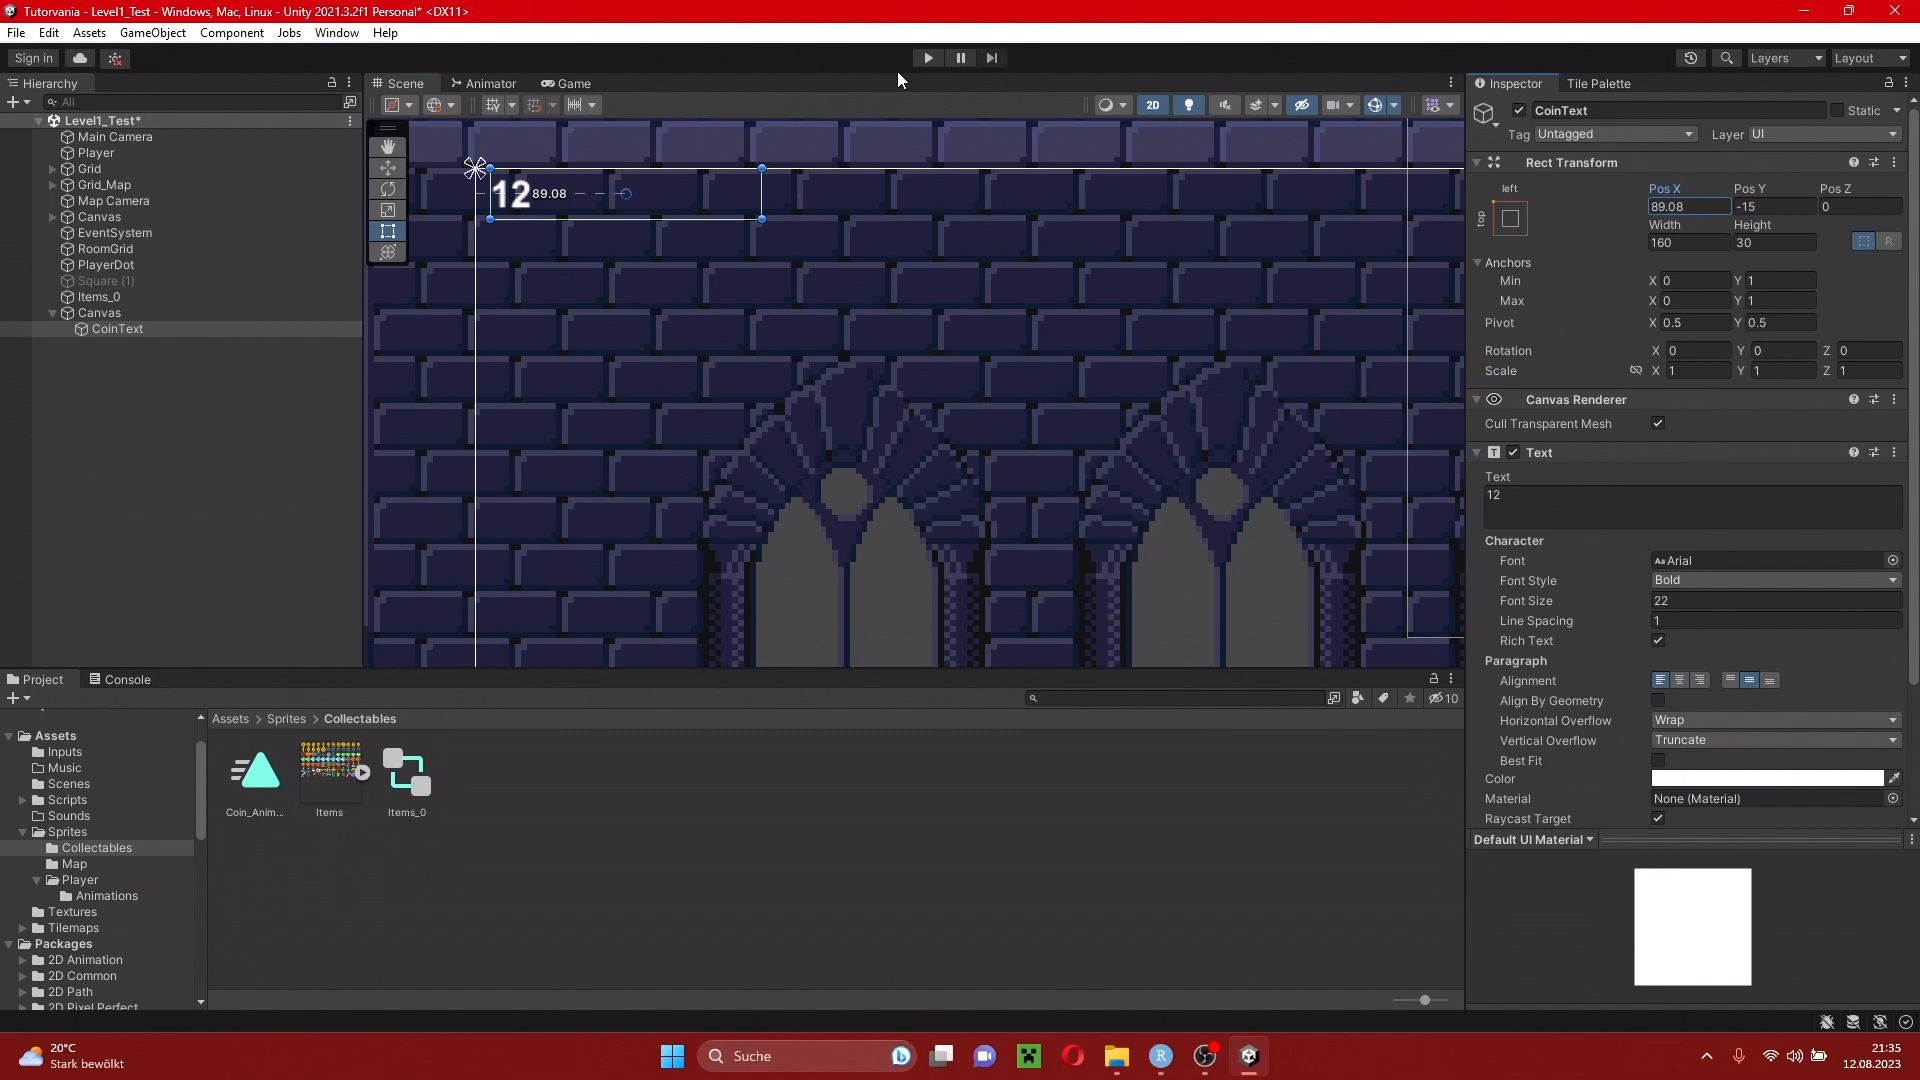 Tutorvania - Level1_Test - Windows, Mac, Linux - Unity 2021.3.2f1 Personal* <DX11>
File Edit Assets GameObject Component Jobs Window Help
Sign in Layers Layout
Hierarchy Scene Animator Game Inspector Tile Palette
All 2D
CoinText Static
Tag Untagged Layer UI
Level1_Test*
Main Camera
Player
Grid
Grid_Map
Map Camera
Canvas
EventSystem
RoomGrid
PlayerDot
Square (1)
Items_0
Canvas
CoinText
12 89.08
Rect Transform
left
top
Pos X Pos Y Pos Z
89.08 -15 0
Width Height
160 30 R
Anchors
Min X 0 Y 1
Max X 0 Y 1
Pivot X 0.5 Y 0.5
Rotation X 0 Y 0 Z 0
Scale X 1 Y 1 Z 1
Canvas Renderer
Cull Transparent Mesh
Text
Text
12
Character
Font Aa Arial
Font Style Bold
Font Size 22
Line Spacing 1
Rich Text
Paragraph
Alignment
Align By Geometry
Horizontal Overflow Wrap
Vertical Overflow Truncate
Best Fit
Color
Material None (Material)
Raycast Target
Default UI Material
Project Console
10
Assets > Sprites > Collectables
Assets
Inputs
Music
Scenes
Scripts
Sounds
Sprites
Collectables
Map
Player
Animations
Textures
Tilemaps
Packages
2D Animation
2D Common
2D Path
2D Pixel Perfect
Coin_Anim... Items Items_0
20°C
Stark bewölkt
Suche
21:35
12.08.2023